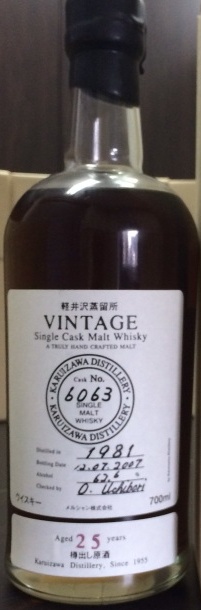 軽井沢蒸留所
VINTAGE
Single Cask Malt Whisky
A TRULY HAND CRAFTED MALT
KARUIZAWA DISTILLERY
Cask No.
6063
SINGLE
MALT
WHISKY
KARUIZAWA DISTILLERY
Distilled in 1981
Bottling Date 12.07.2007
Alcohol 62.6 %
Checked by O. Uchibori
ウイスキー
700ml
メルシャン株式会社
Aged 25 years
樽出し原酒
Karuizawa Distillery, Since 1955